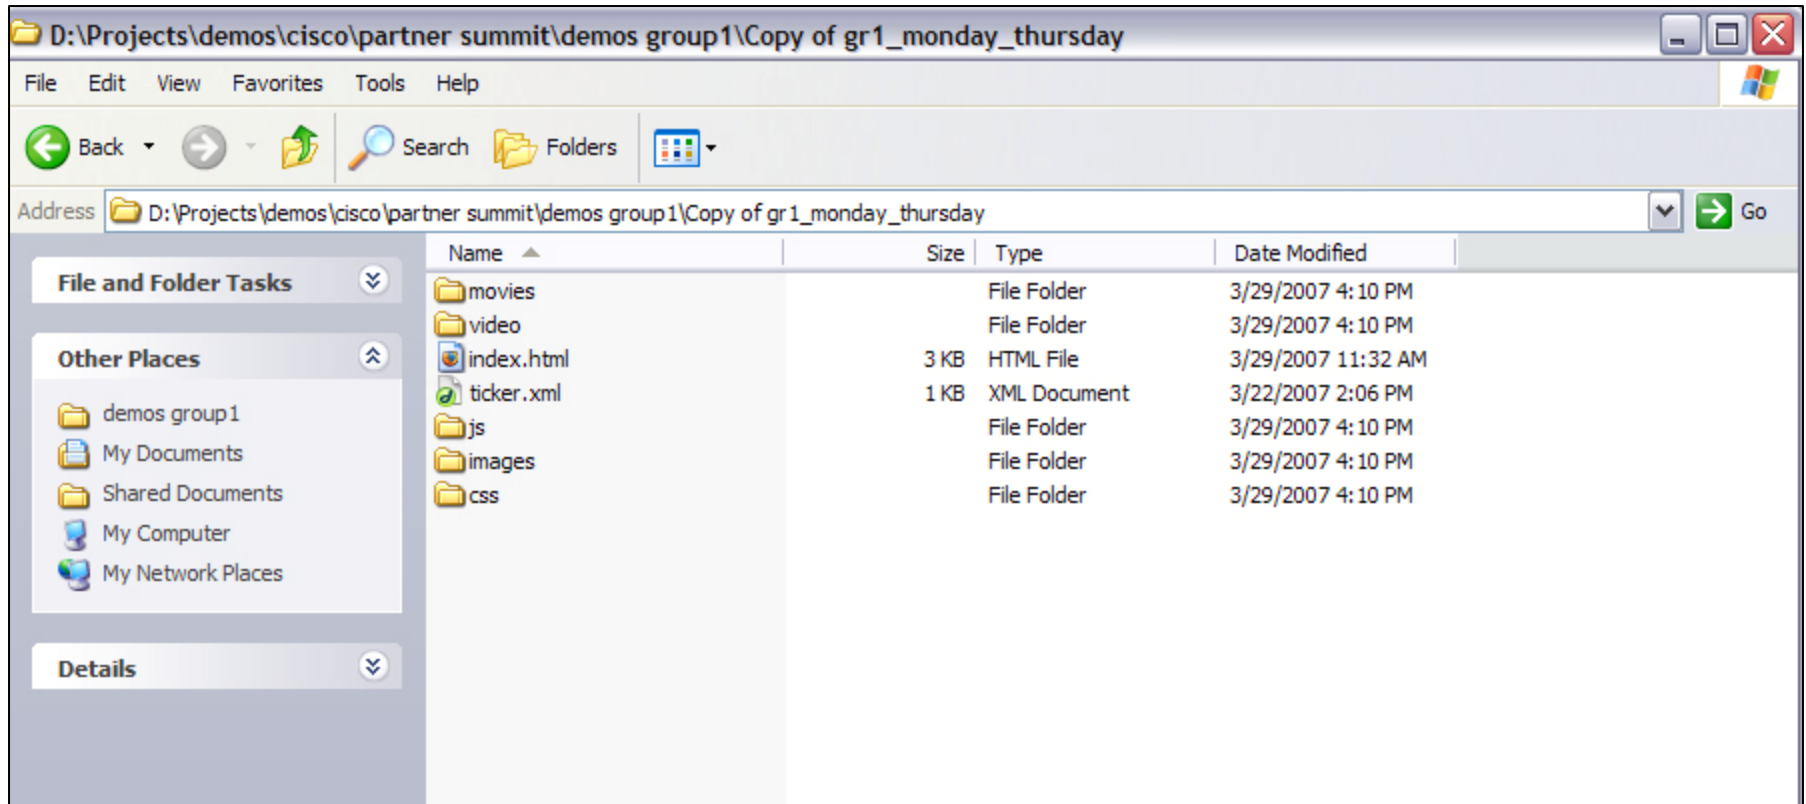 D:\Projects\demos\cisco\partner summit\demos group1\Copy of gr1_monday_thursday
File Edit View Favorites Tools Help
Back Search Folders
Address D:\Projects\demos\cisco\partner summit\demos group1\Copy of gr1_monday_thursday Go
File and Folder Tasks
Other Places
demos group1
My Documents
Shared Documents
My Computer
My Network Places
Details
Name Size Type Date Modified
movies File Folder 3/29/2007 4:10 PM
video File Folder 3/29/2007 4:10 PM
index.html 3 KB HTML File 3/29/2007 11:32 AM
ticker.xml 1 KB XML Document 3/22/2007 2:06 PM
js File Folder 3/29/2007 4:10 PM
images File Folder 3/29/2007 4:10 PM
css File Folder 3/29/2007 4:10 PM